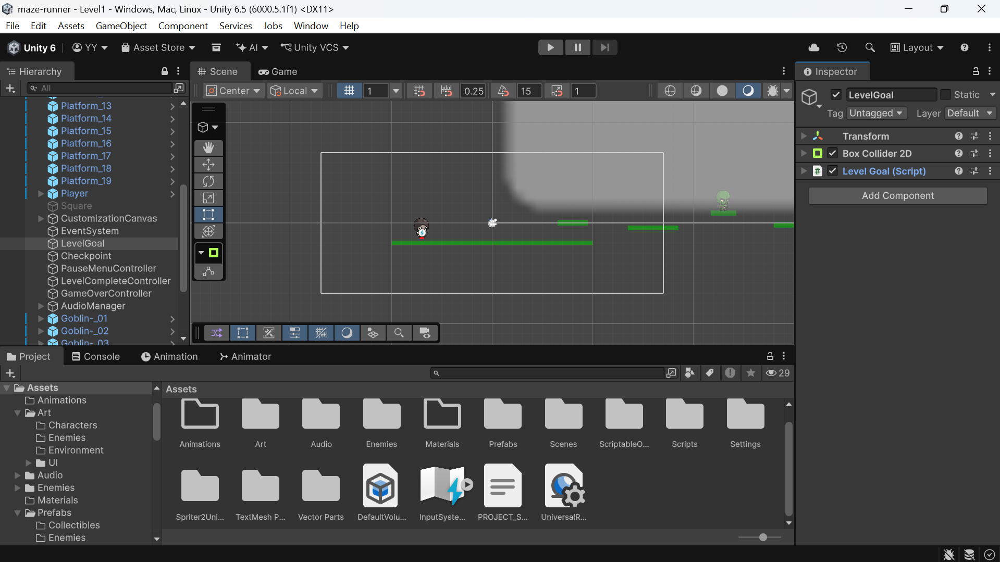 maze-runner - Level1 - Windows, Mac, Linux - Unity 6.5 (6000.5.1f1) <DX11>
File Edit Assets GameObject Component Services Jobs Window Help
Unity 6 YY Asset Store AI Unity VCS Layout
Hierarchy
All
Platform_13
Platform_14
Platform_15
Platform_16
Platform_17
Platform_18
Platform_19
Player
Square
CustomizationCanvas
EventSystem
LevelGoal
Checkpoint
PauseMenuController
LevelCompleteController
GameOverController
AudioManager
Goblin-_01
Goblin-_02
Goblin-_03
Scene Game
Center Local 1 0.25 15 1
Inspector
LevelGoal Static
Tag Untagged Layer Default
Transform
Box Collider 2D
Level Goal (Script)
Add Component
Project Console Animation Animator
29
Assets
Animations
Art
Characters
Enemies
Environment
UI
Audio
Enemies
Materials
Prefabs
Collectibles
Enemies
Assets
Animations Art Audio Enemies Materials Prefabs Scenes ScriptableO... Scripts Settings
Spriter2Uni... TextMesh P... Vector Parts DefaultVolu... InputSyste... PROJECT_S... UniversalR...